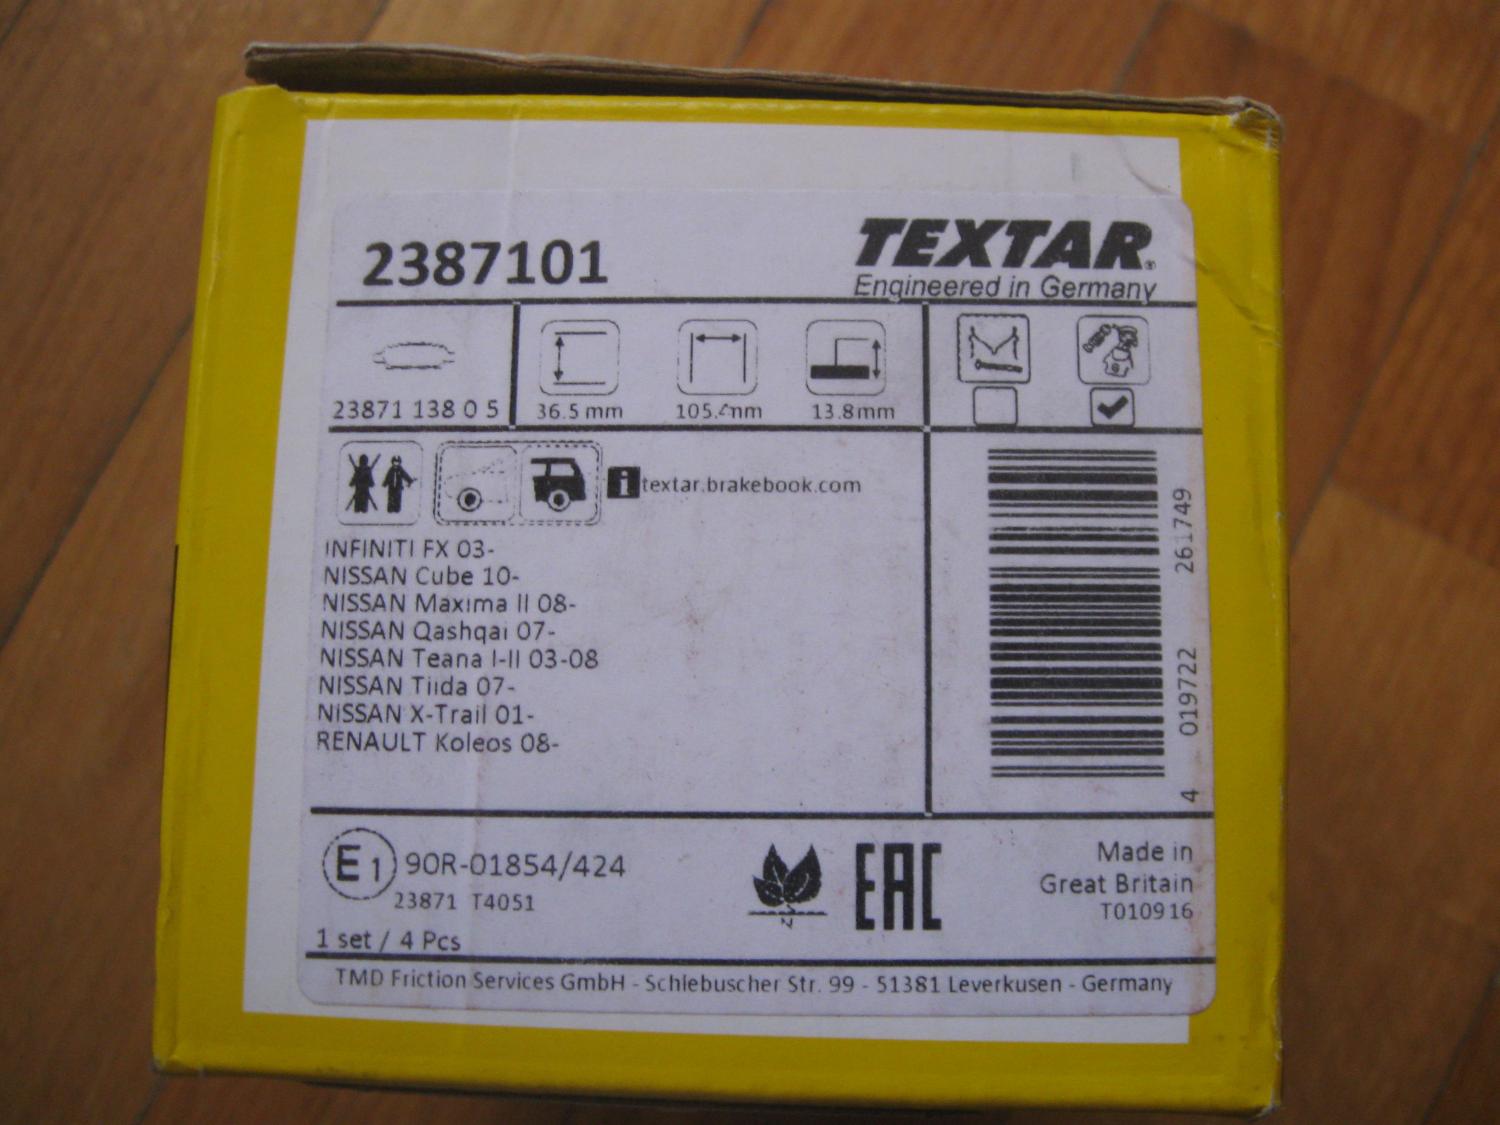 2387101
TEXTAR®
Engineered in Germany
23871 138 0 5
36.5 mm
105.4mm
13.8mm
i textar.brakebook.com
INFINITI FX 03-
NISSAN Cube 10-
NISSAN Maxima II 08-
NISSAN Qashqai 07-
NISSAN Teana I-II 03-08
NISSAN Tiida 07-
NISSAN X-Trail 01-
RENAULT Koleos 08-
4 019722 261749
E1 90R-01854/424
23871 T4051
1 set / 4 Pcs
N
EAC
Made in
Great Britain
T010916
TMD Friction Services GmbH - Schlebuscher Str. 99 - 51381 Leverkusen - Germany